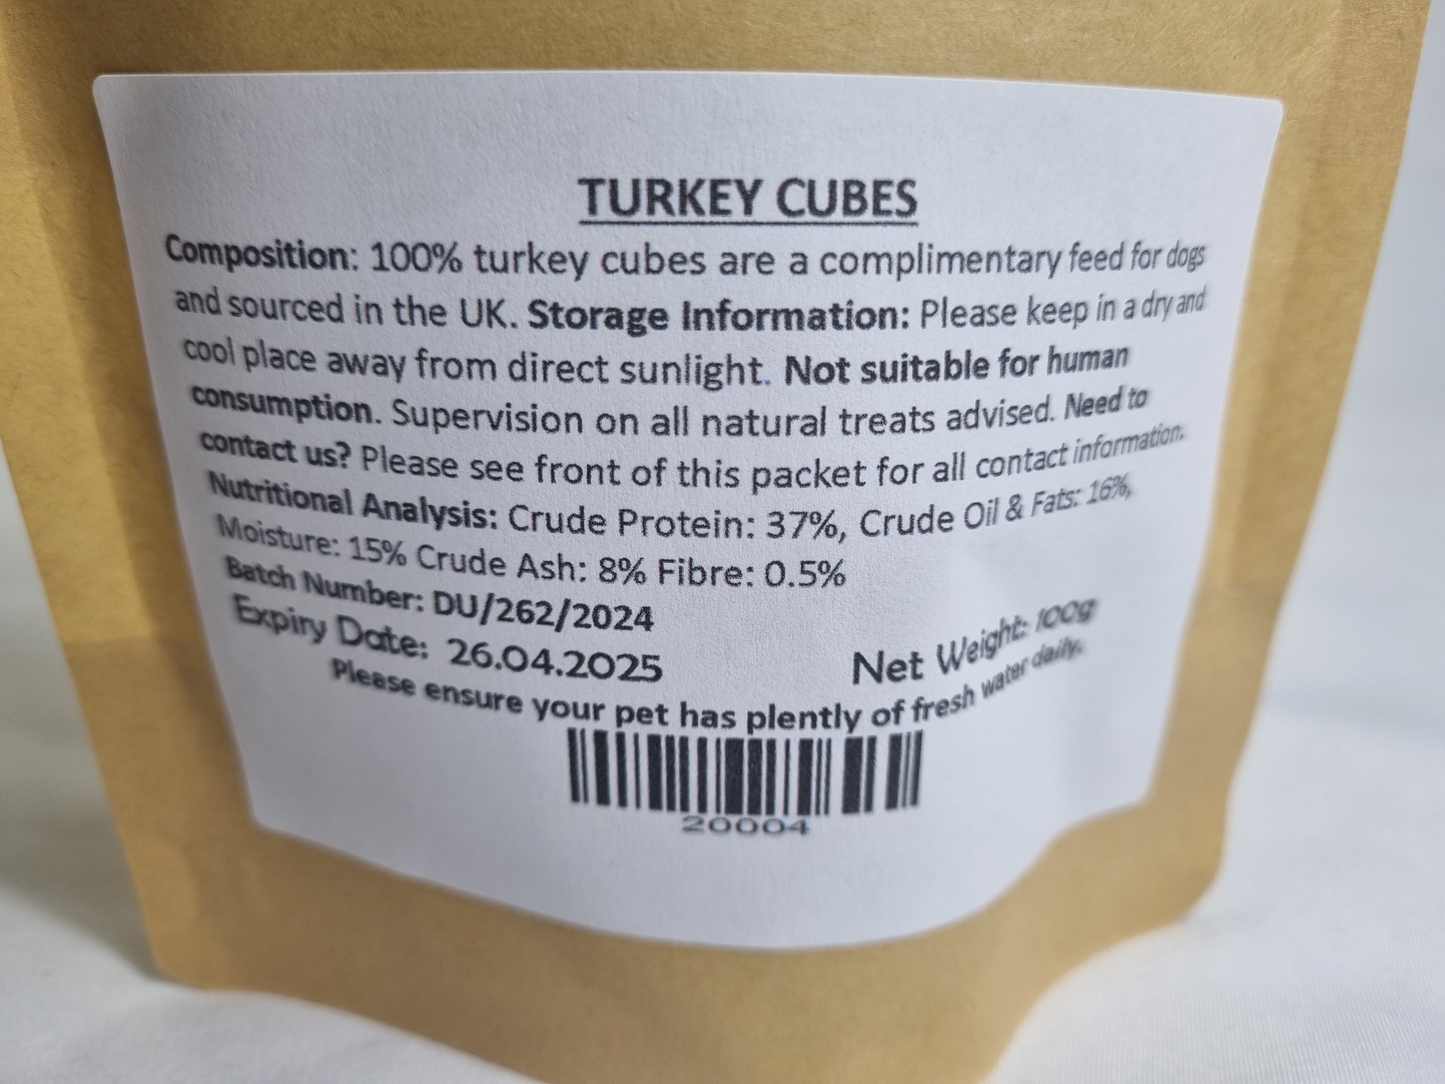 TURKEY CUBES
Composition: 100% turkey cubes are a complimentary feed for dogs
and sourced in the UK. Storage Information: Please keep in a dry and
cool place away from direct sunlight. Not suitable for human
consumption. Supervision on all natural treats advised. Need to
contact us? Please see front of this packet for all contact information.
Nutritional Analysis: Crude Protein: 37%, Crude Oil & Fats: 16%,
Moisture: 15% Crude Ash: 8% Fibre: 0.5%
Batch Number: DU/262/2024
Expiry Date: 26.04.2025 Net Weight: 100g
Please ensure your pet has plently of fresh water daily.
20004